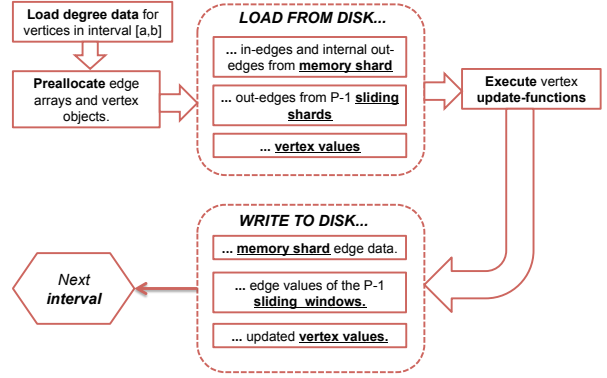 Load degree data for
vertices in interval [a,b]
Preallocate edge
arrays and vertex
objects.
LOAD FROM DISK...
... in-edges and internal out-
edges from memory shard
... out-edges from P-1 sliding
shards
... vertex values
Execute vertex
update-functions
WRITE TO DISK...
... memory shard edge data.
... edge values of the P-1
sliding windows.
... updated vertex values.
Next
interval